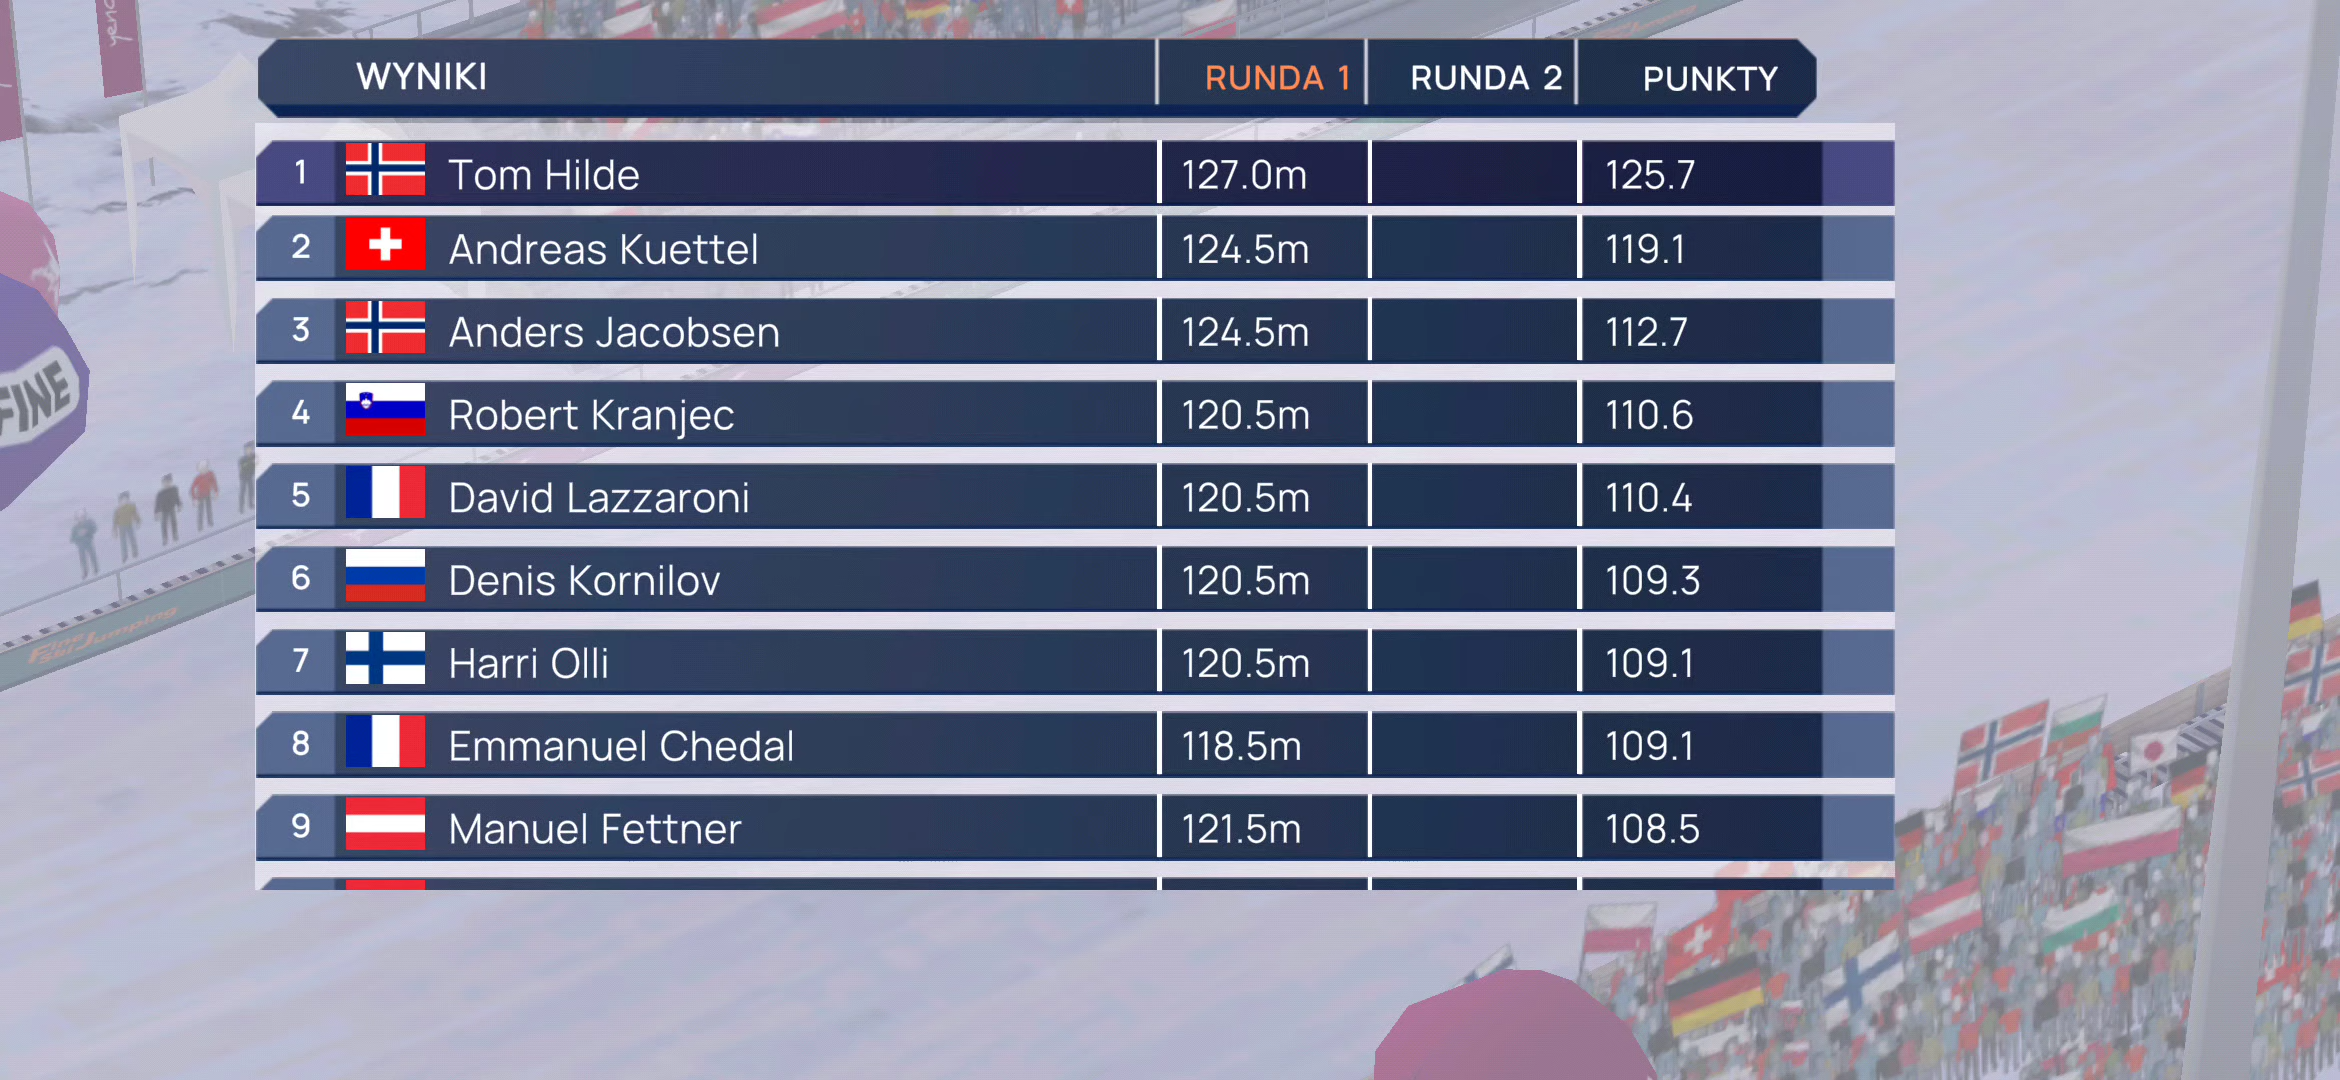 WYNIKI RUNDA 1 RUNDA 2 PUNKTY
1 Tom Hilde 127.0m 125.7
2 Andreas Kuettel 124.5m 119.1
3 Anders Jacobsen 124.5m 112.7
4 Robert Kranjec 120.5m 110.6
5 David Lazzaroni 120.5m 110.4
6 Denis Kornilov 120.5m 109.3
7 Harri Olli 120.5m 109.1
8 Emmanuel Chedal 118.5m 109.1
9 Manuel Fettner 121.5m 108.5
FINE
Fine
Ski Jumping